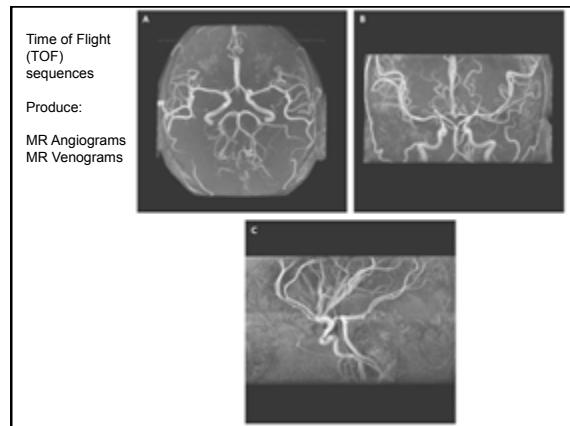 Time of Flight
(TOF)
sequences
Produce:
MR Angiograms
MR Venograms
A
B
C